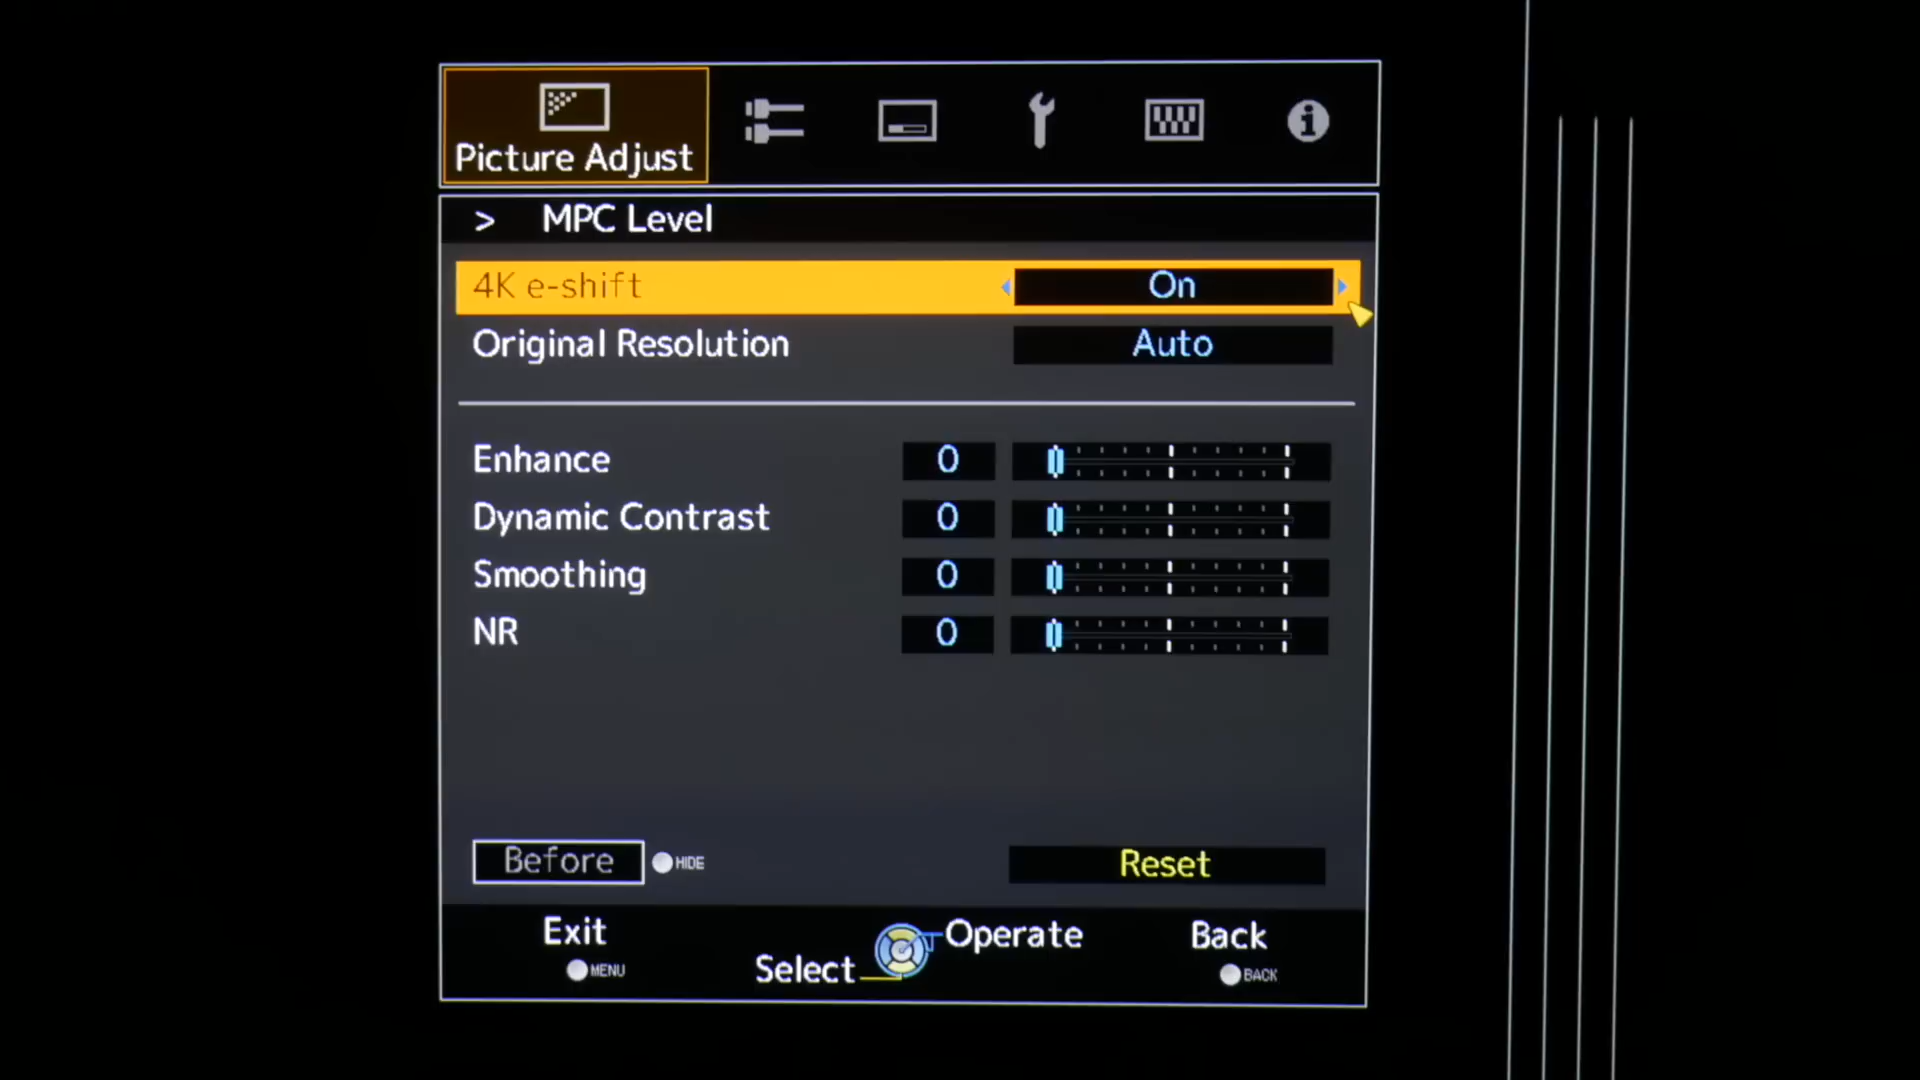 Picture Adjust
> MPC Level
4K e-shift On
Original Resolution Auto
Enhance 0
Dynamic Contrast 0
Smoothing 0
NR 0
Before HIDE Reset
Exit Operate Back
MENU Select BACK